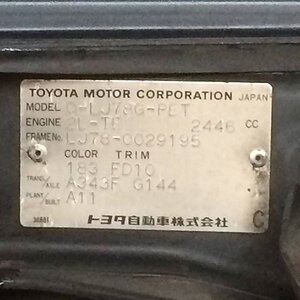 TOYOTA MOTOR CORPORATION JAPAN
MODEL Q-LJ78G-PET
ENGINE 2L-TE 2446 CC
FRAME No. LJ78-0029195
COLOR TRIM
183 FD10
TRANS/AXLE A343F G144
PLANT/BUILT A11
トヨタ自動車株式会社
C